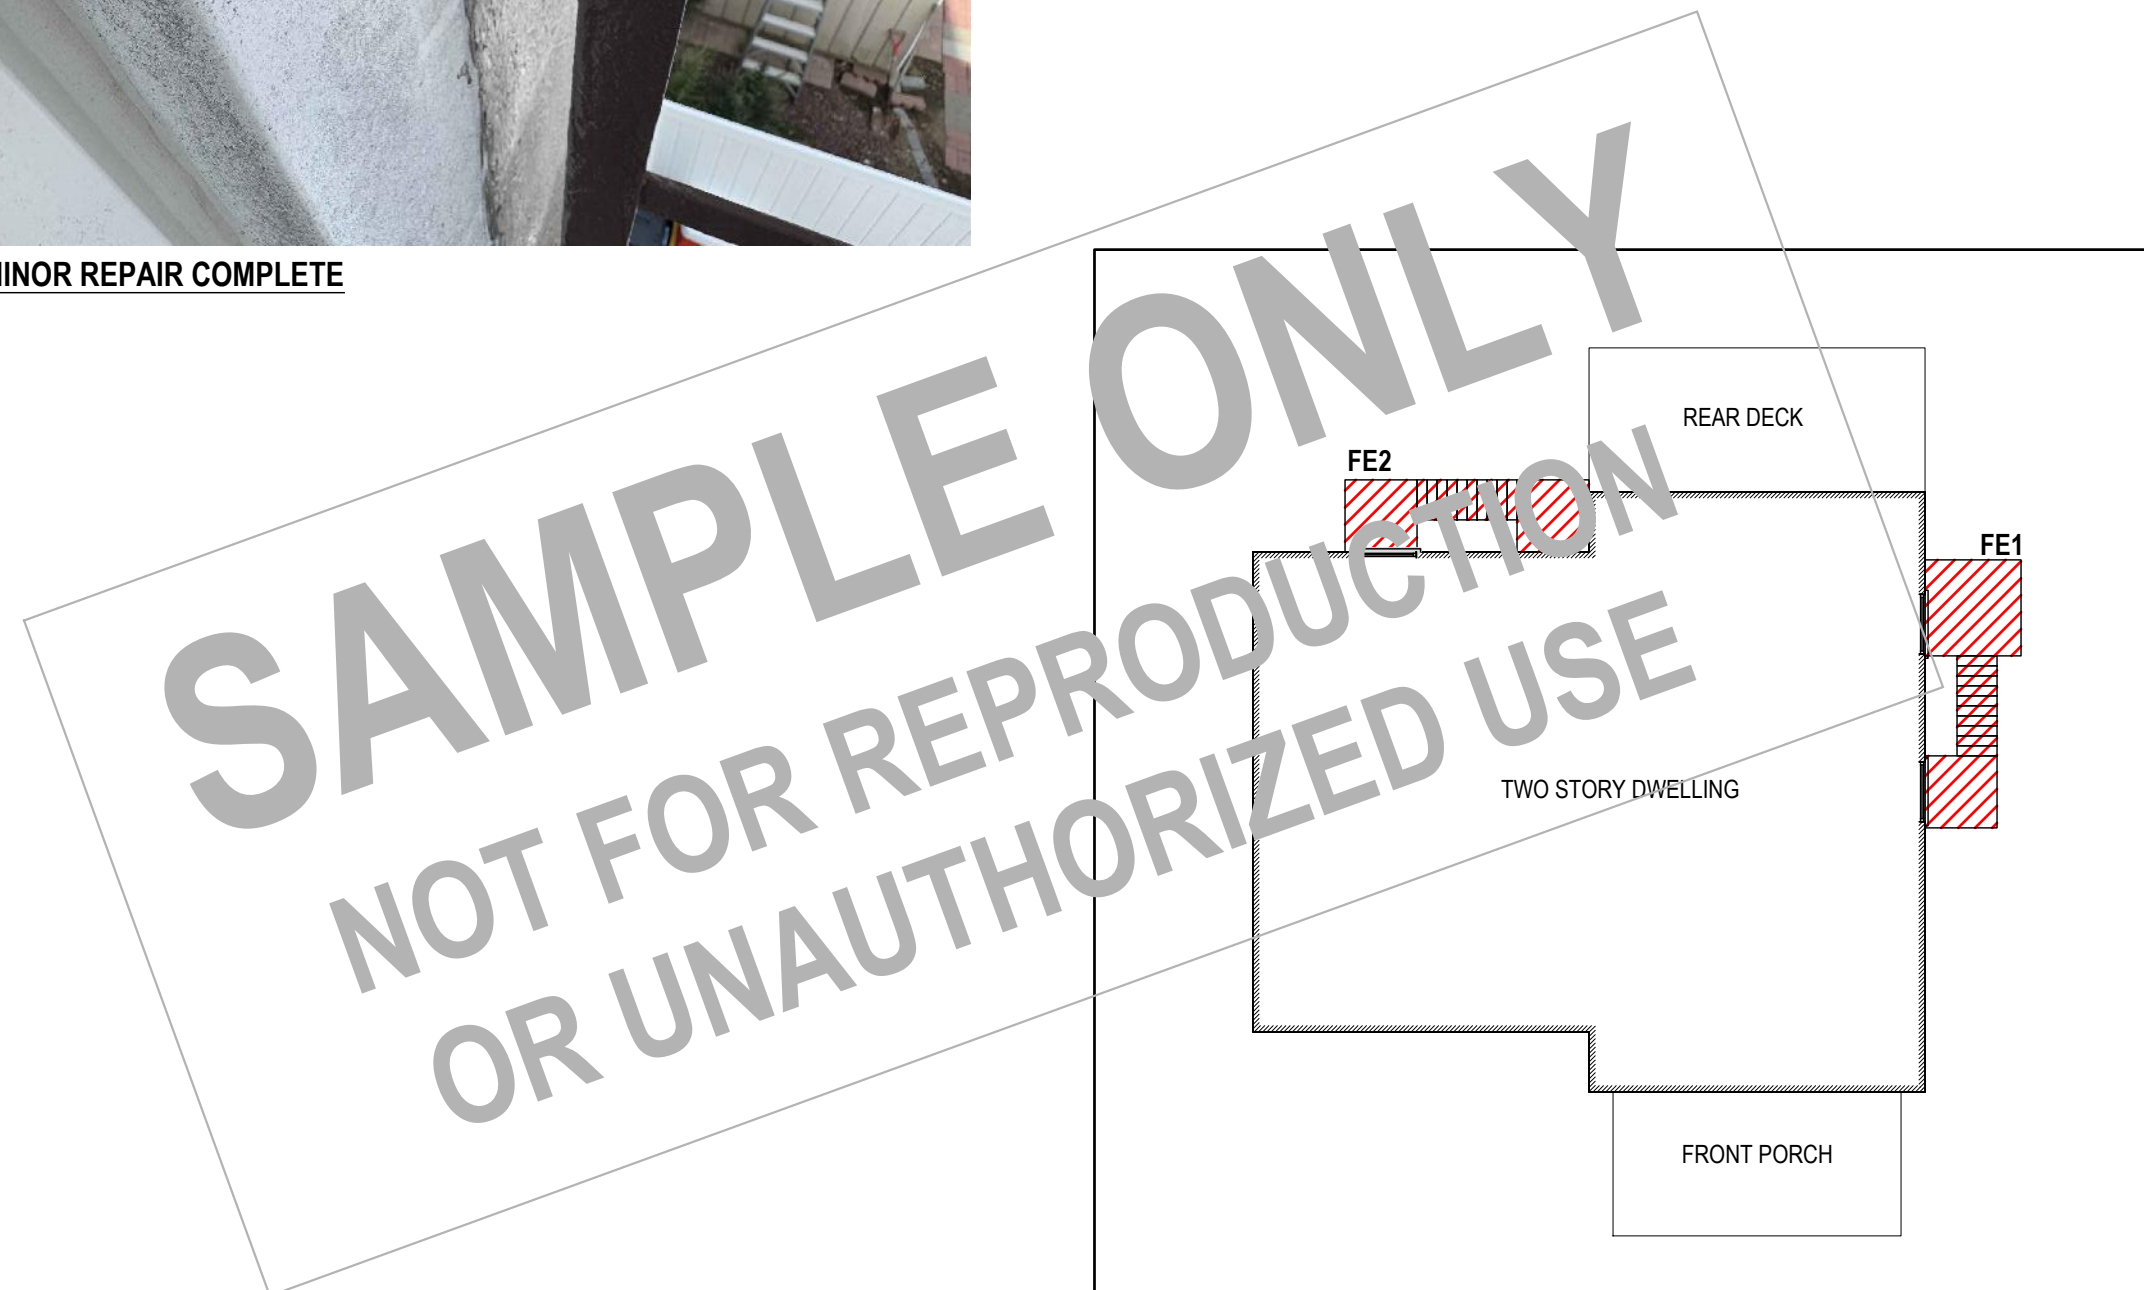 MINOR REPAIR COMPLETE
SAMPLE ONLY
NOT FOR REPRODUCTION
OR UNAUTHORIZED USE
REAR DECK
FE2
FE1
TWO STORY DWELLING
FRONT PORCH